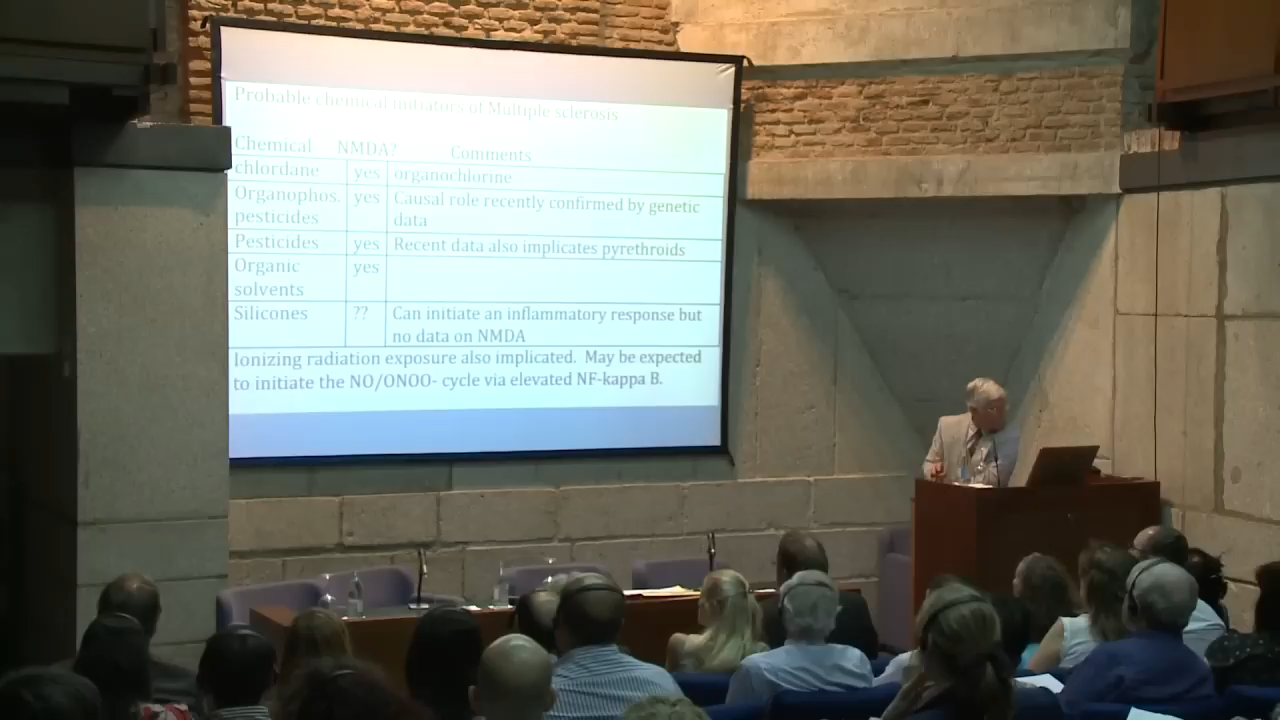 Probable chemical initiators of Multiple sclerosis
Chemical NMDA? Comments
chlordane yes organochlorine
Organophos. yes Causal role recently confirmed by genetic
pesticides data
Pesticides yes Recent data also implicates pyrethroids
Organic yes
solvents
Silicones ?? Can initiate an inflammatory response but
no data on NMDA
Ionizing radiation exposure also implicated. May be expected
to initiate the NO/ONOO- cycle via elevated NF-kappa B.